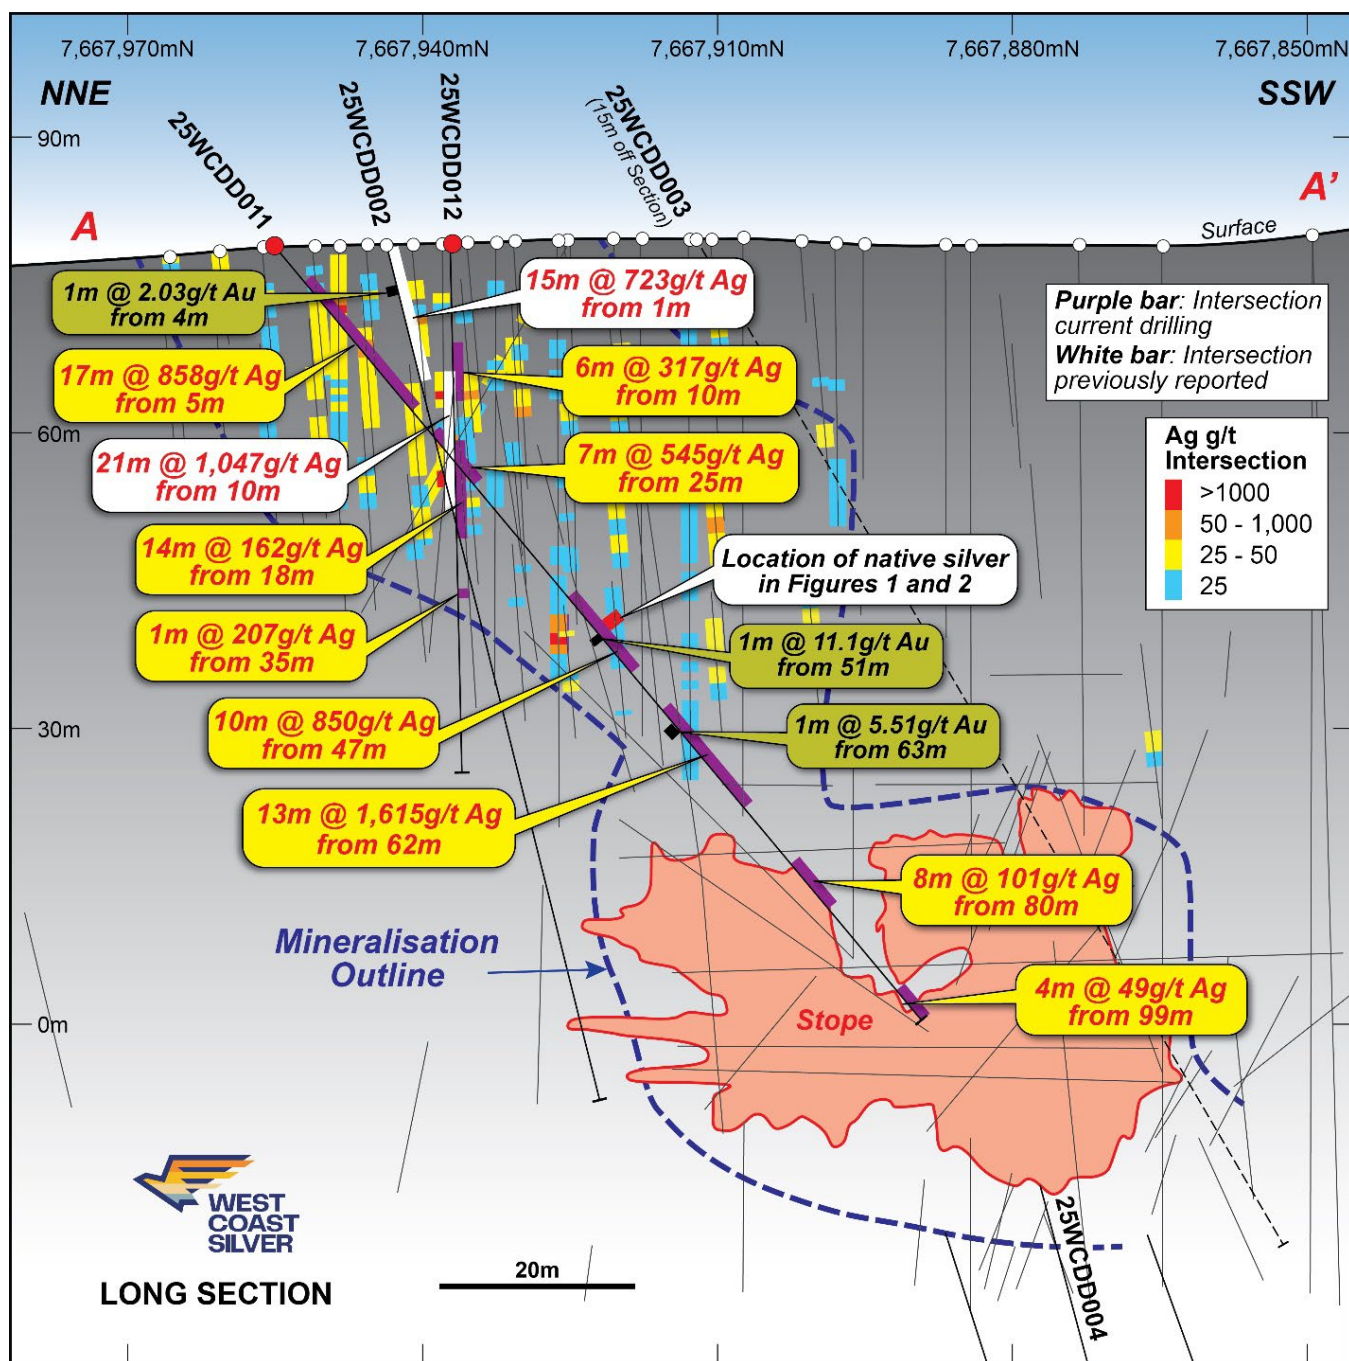 7,667,970mN
7,667,940mN
7,667,910mN
7,667,880mN
7,667,850mN
NNE
SSW
90m
25WCDD011
25WCDD002
25WCDD012
25WCDD003
(15m off Section)
A
A’
Surface
1m @ 2.03g/t Au
from 4m
15m @ 723g/t Ag
from 1m
Purple bar: Intersection
current drilling
White bar: Intersection
previously reported
17m @ 858g/t Ag
from 5m
6m @ 317g/t Ag
from 10m
60m
Ag g/t
Intersection
>1000
50 - 1,000
25 - 50
25
21m @ 1,047g/t Ag
from 10m
7m @ 545g/t Ag
from 25m
14m @ 162g/t Ag
from 18m
Location of native silver
in Figures 1 and 2
1m @ 207g/t Ag
from 35m
1m @ 11.1g/t Au
from 51m
10m @ 850g/t Ag
from 47m
30m
1m @ 5.51g/t Au
from 63m
13m @ 1,615g/t Ag
from 62m
8m @ 101g/t Ag
from 80m
Mineralisation
Outline
4m @ 49g/t Ag
from 99m
0m
Stope
WEST
COAST
SILVER
LONG SECTION
20m
25WCDD004